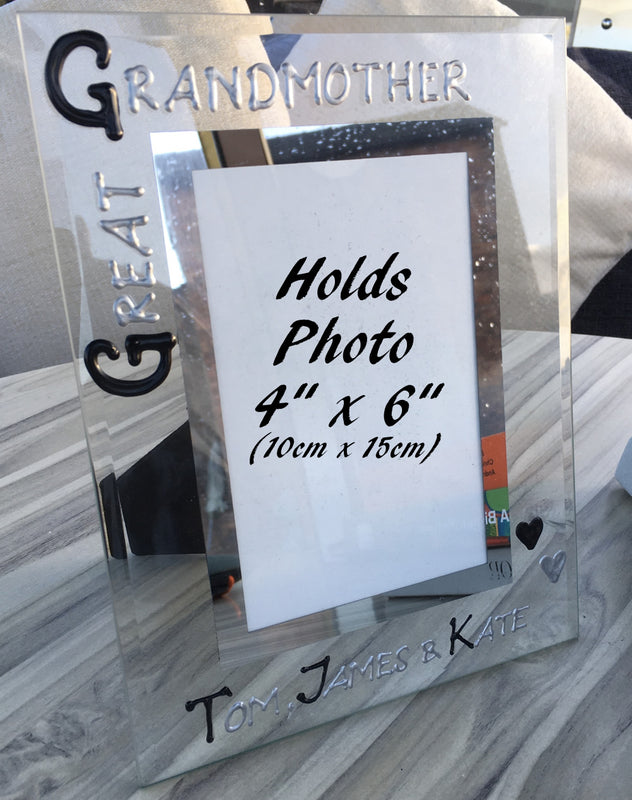 GREAT
GRANDMOTHER
Holds
Photo
4" x 6"
(10cm x 15cm)
TOM, JAMES & KATE